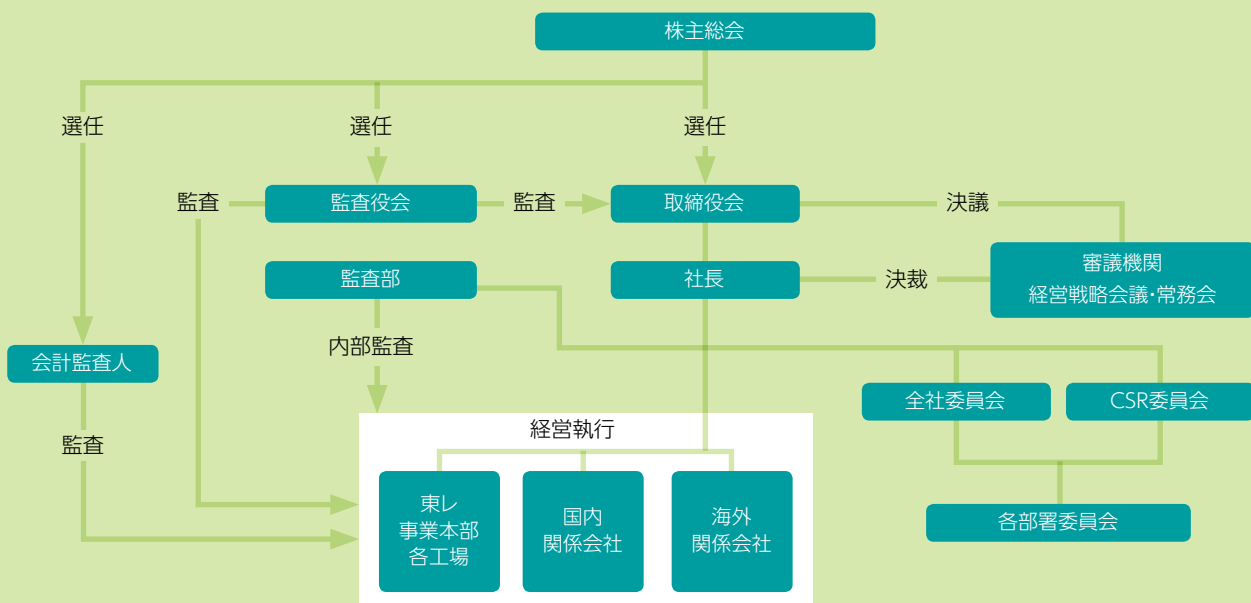 株主総会
選任
選任
選任
監査
監査役会
監査
取締役会
決議
監査部
社長
決裁
審議機関
経営戦略会議・常務会
内部監査
会計監査人
全社委員会
CSR委員会
監査
経営執行
東レ
事業本部
各工場
国内
関係会社
海外
関係会社
各部署委員会